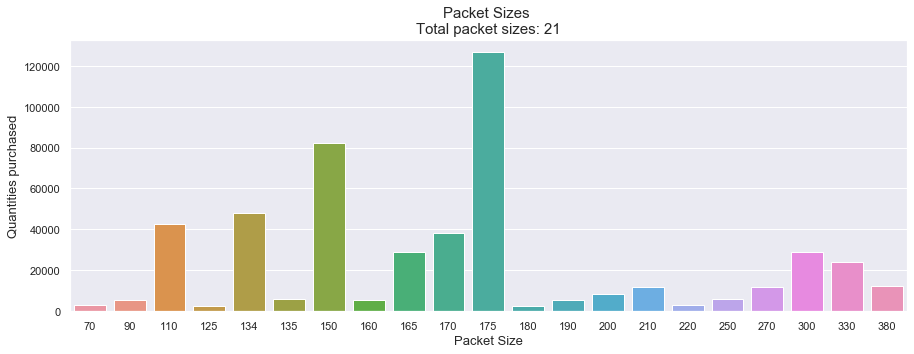 Packet Sizes
Total packet sizes: 21
Quantities purchased
120000
100000
80000
60000
40000
20000
0
70 90 110 125 134 135 150 160 165 170 175 180 190 200 210 220 250 270 300 330 380
Packet Size